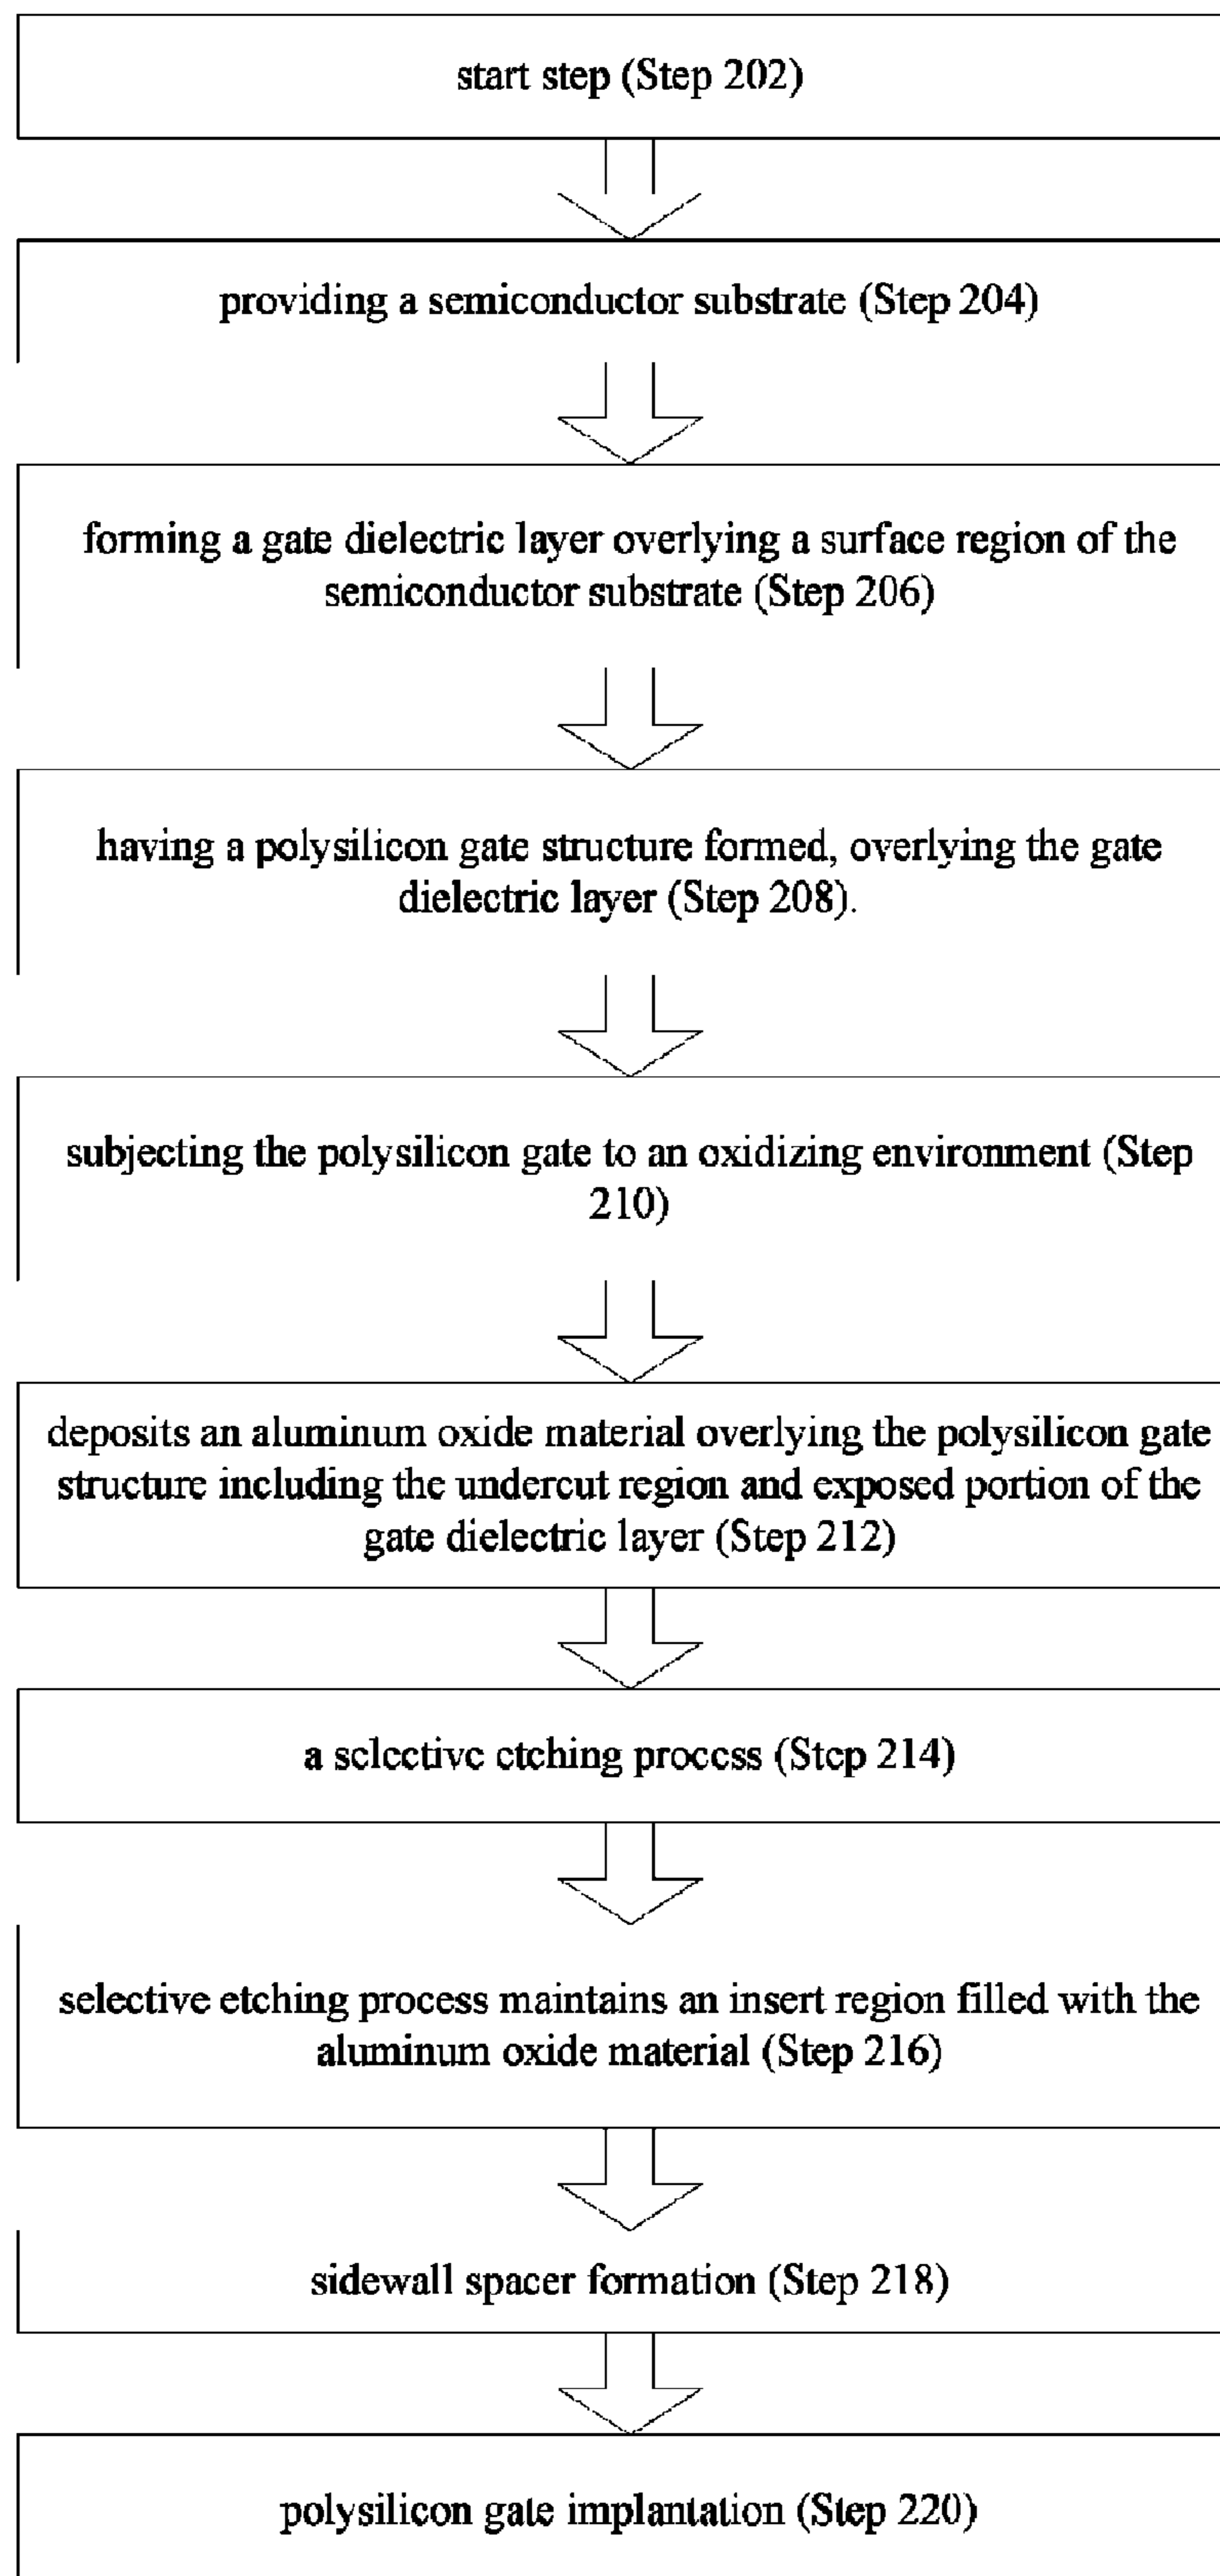 start step (Step 202)
providing a semiconductor substrate (Step 204)
forming a gate dielectric layer overlying a surface region of the
semiconductor substrate (Step 206)
having a polysilicon gate structure formed, overlying the gate
dielectric layer (Step 208).
subjecting the polysilicon gate to an oxidizing environment (Step
210)
deposits an aluminum oxide material overlying the polysilicon gate
structure including the undercut region and exposed portion of the
gate dielectric layer (Step 212)
a selective etching process (Step 214)
selective etching process maintains an insert region filled with the
aluminum oxide material (Step 216)
sidewall spacer formation (Step 218)
polysilicon gate implantation (Step 220)